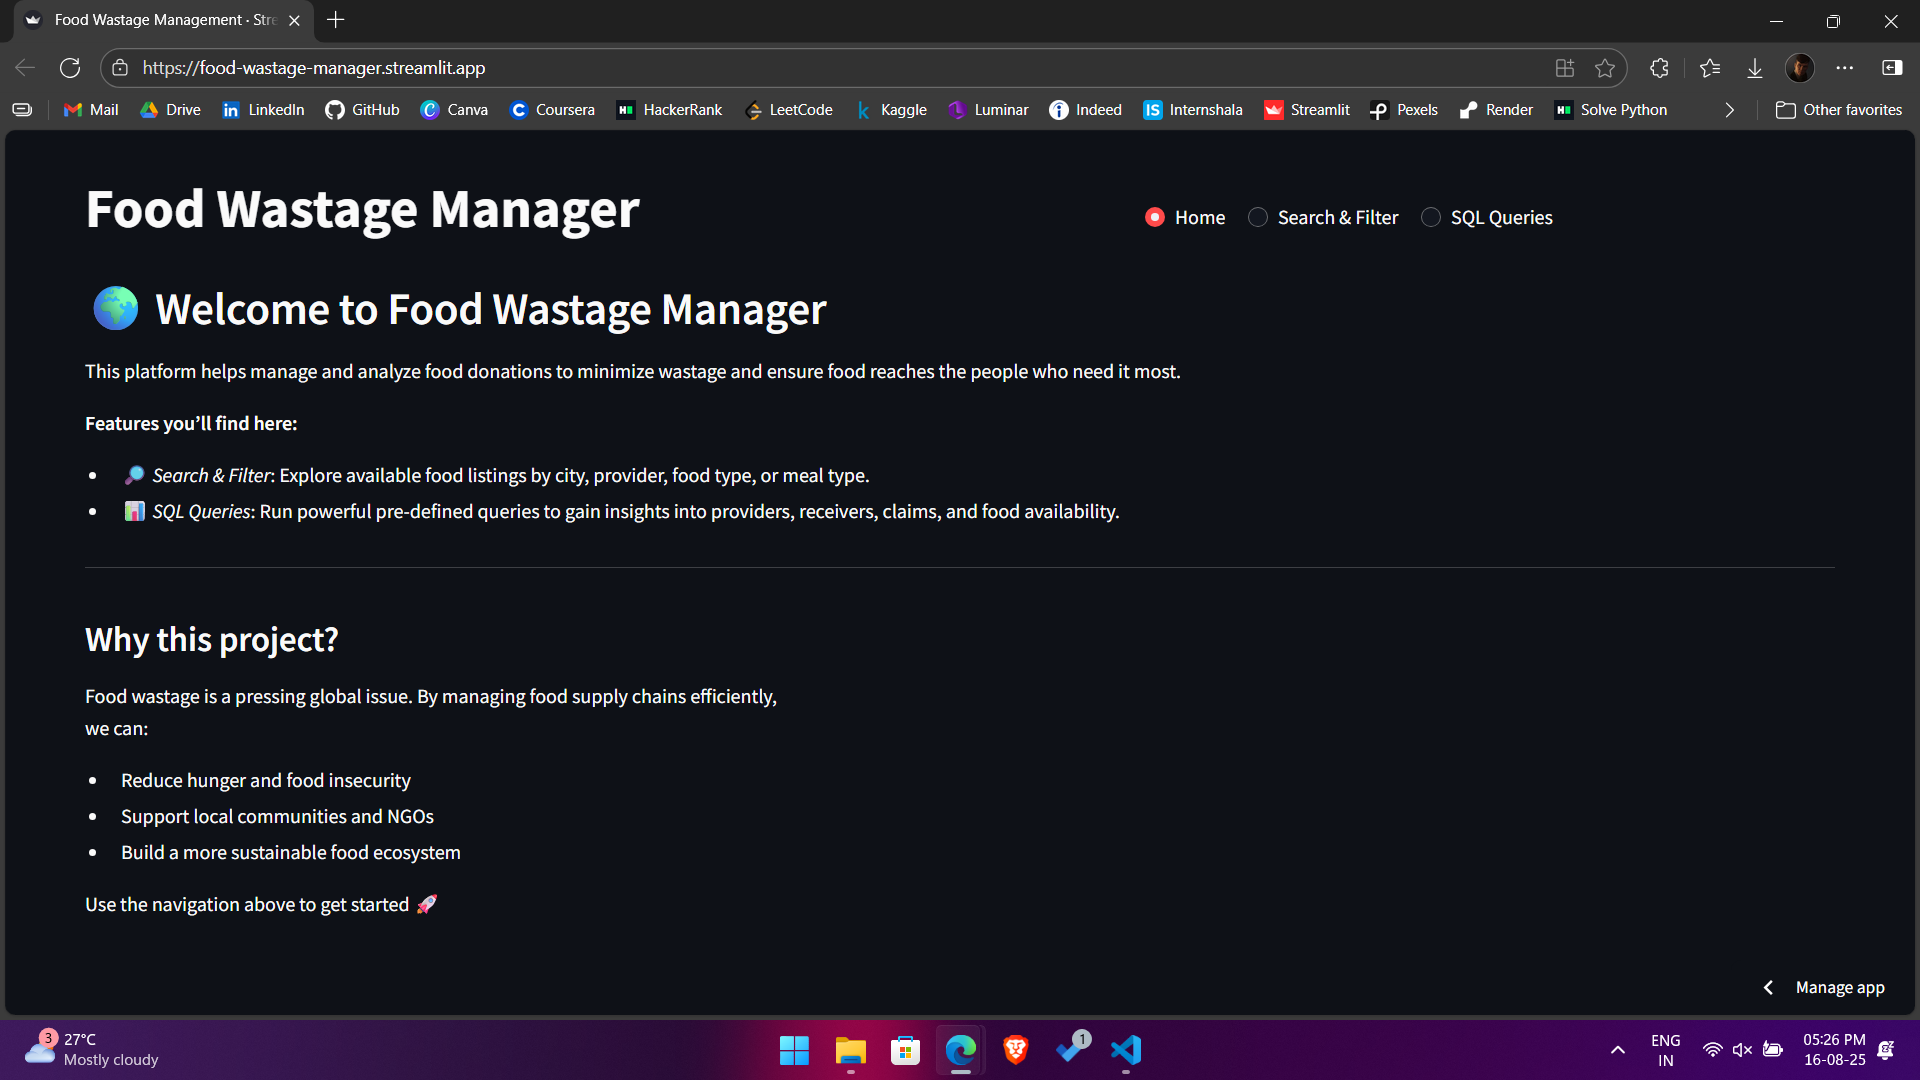 Food Wastage Management · Stre
https://food-wastage-manager.streamlit.app
Mail Drive LinkedIn GitHub Canva Coursera HackerRank LeetCode Kaggle Luminar Indeed Internshala Streamlit Pexels Render Solve Python Other favorites
Food Wastage Manager
Home Search & Filter SQL Queries
🌍 Welcome to Food Wastage Manager
This platform helps manage and analyze food donations to minimize wastage and ensure food reaches the people who need it most.
Features you’ll find here:
• 🔎 Search & Filter: Explore available food listings by city, provider, food type, or meal type.
• 📊 SQL Queries: Run powerful pre-defined queries to gain insights into providers, receivers, claims, and food availability.
Why this project?
Food wastage is a pressing global issue. By managing food supply chains efficiently,
we can:
• Reduce hunger and food insecurity
• Support local communities and NGOs
• Build a more sustainable food ecosystem
Use the navigation above to get started 🚀
Manage app
3
27°C
Mostly cloudy
1
ENG
IN
05:26 PM
16-08-25